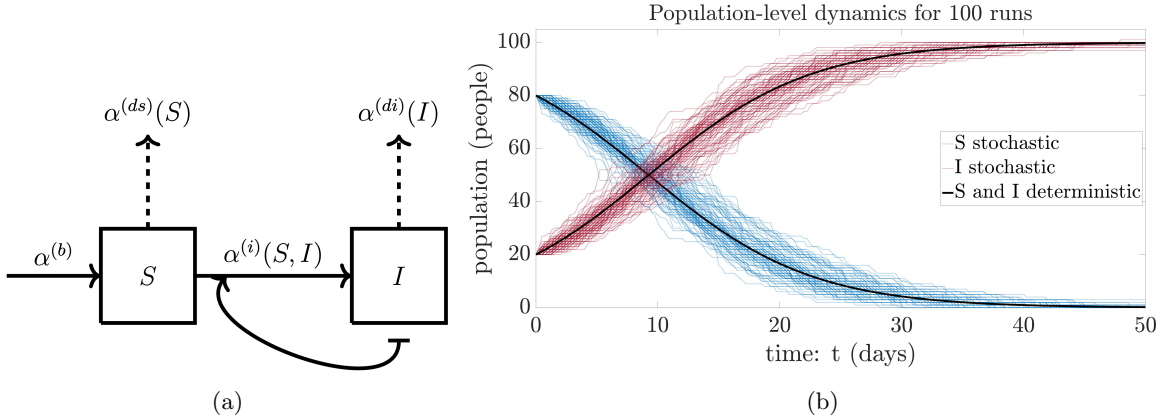 α^(ds)(S)
α^(di)(I)
α^(b)
S
α^(i)(S, I)
I
(a)
Population-level dynamics for 100 runs
population (people)
100
80
60
40
20
0
S stochastic
I stochastic
S and I deterministic
0 10 20 30 40 50
time: t (days)
(b)